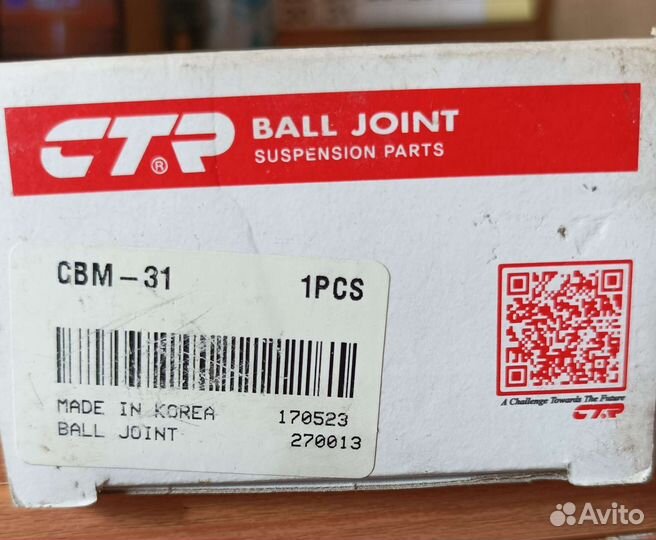 CTR® BALL JOINT
SUSPENSION PARTS
CBM-31 1PCS
MADE IN KOREA 170523
BALL JOINT 270013
A Challenge Towards The Future
CTR
Avito